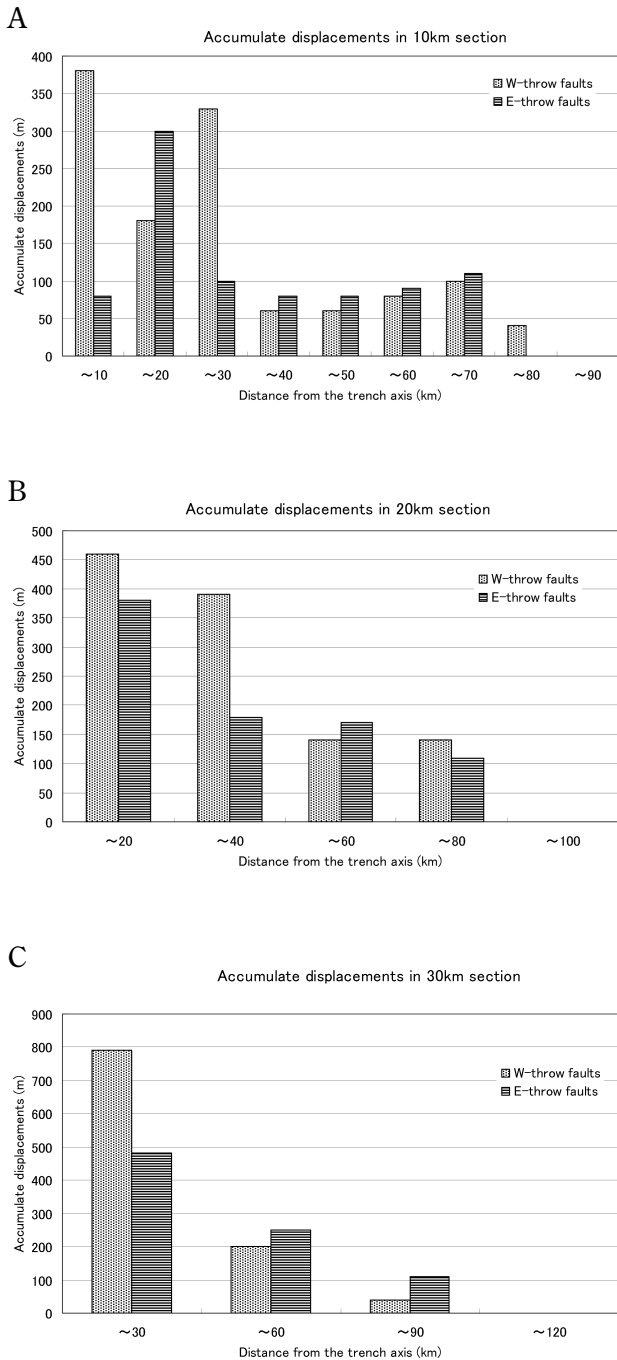 A
Accumulate displacements in 10km section
Accumulate displacements (m)
400
350
300
250
200
150
100
50
0
W-throw faults
E-throw faults
～10 ～20 ～30 ～40 ～50 ～60 ～70 ～80 ～90
Distance from the trench axis (km)
B
Accumulate displacements in 20km section
Accumulate displacements (m)
500
450
400
350
300
250
200
150
100
50
0
W-throw faults
E-throw faults
～20 ～40 ～60 ～80 ～100
Distance from the trench axis (km)
C
Accumulate displacements in 30km section
Accumulate displacements (m)
900
800
700
600
500
400
300
200
100
0
W-throw faults
E-throw faults
～30 ～60 ～90 ～120
Distance from the trench axis (km)